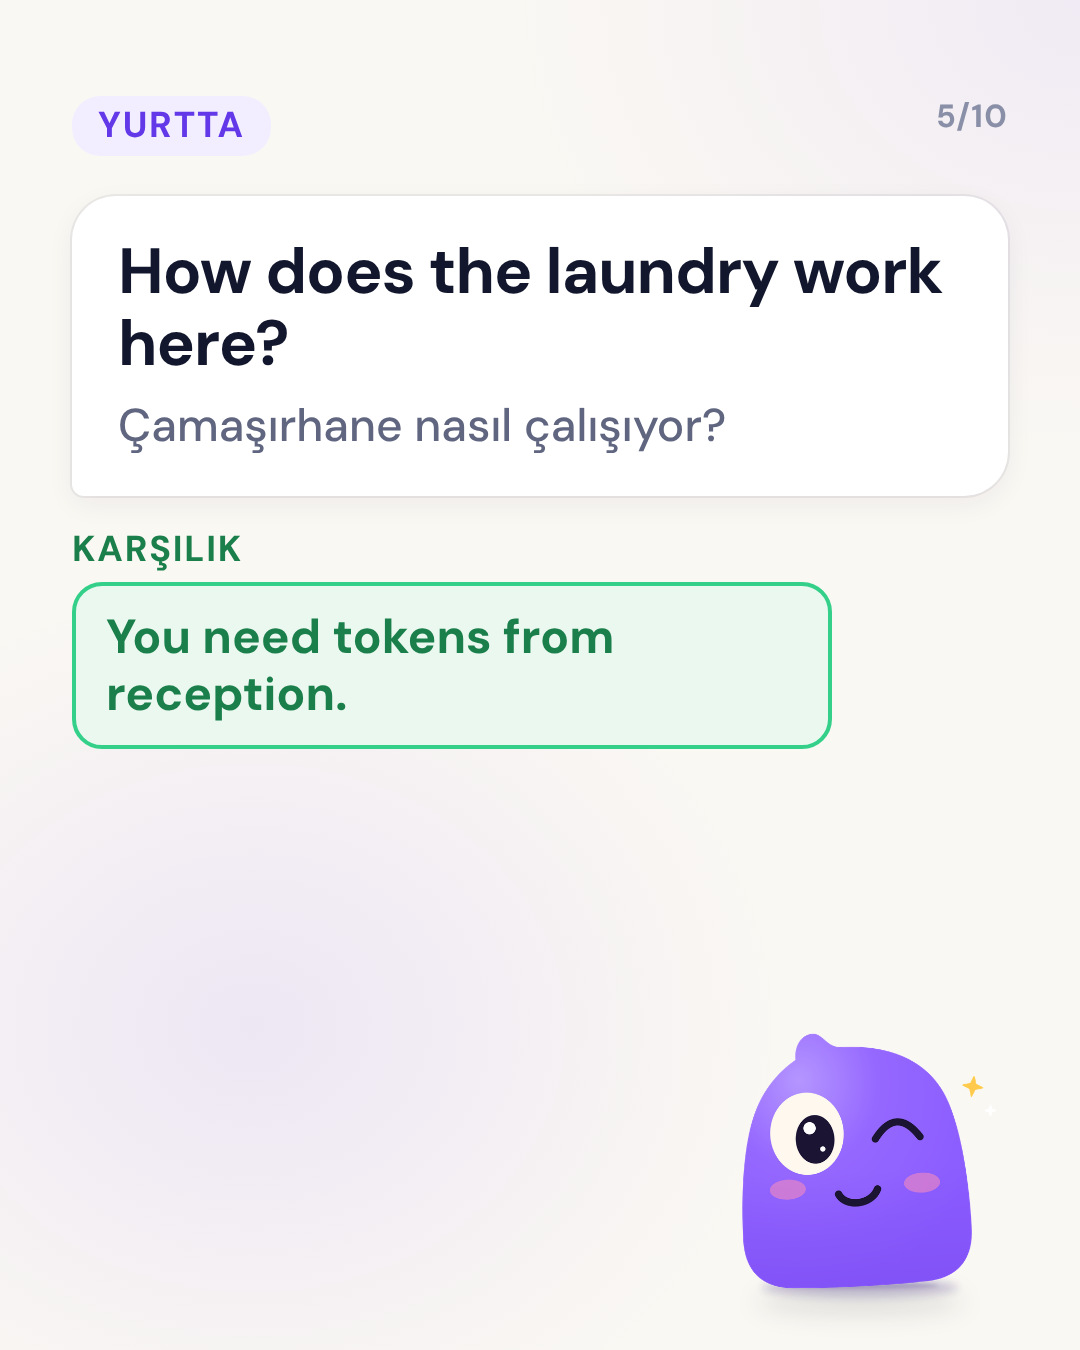 YURTTA
5/10
How does the laundry work
here?
Çamaşırhane nasıl çalışıyor?
KARŞILIK
You need tokens from
reception.